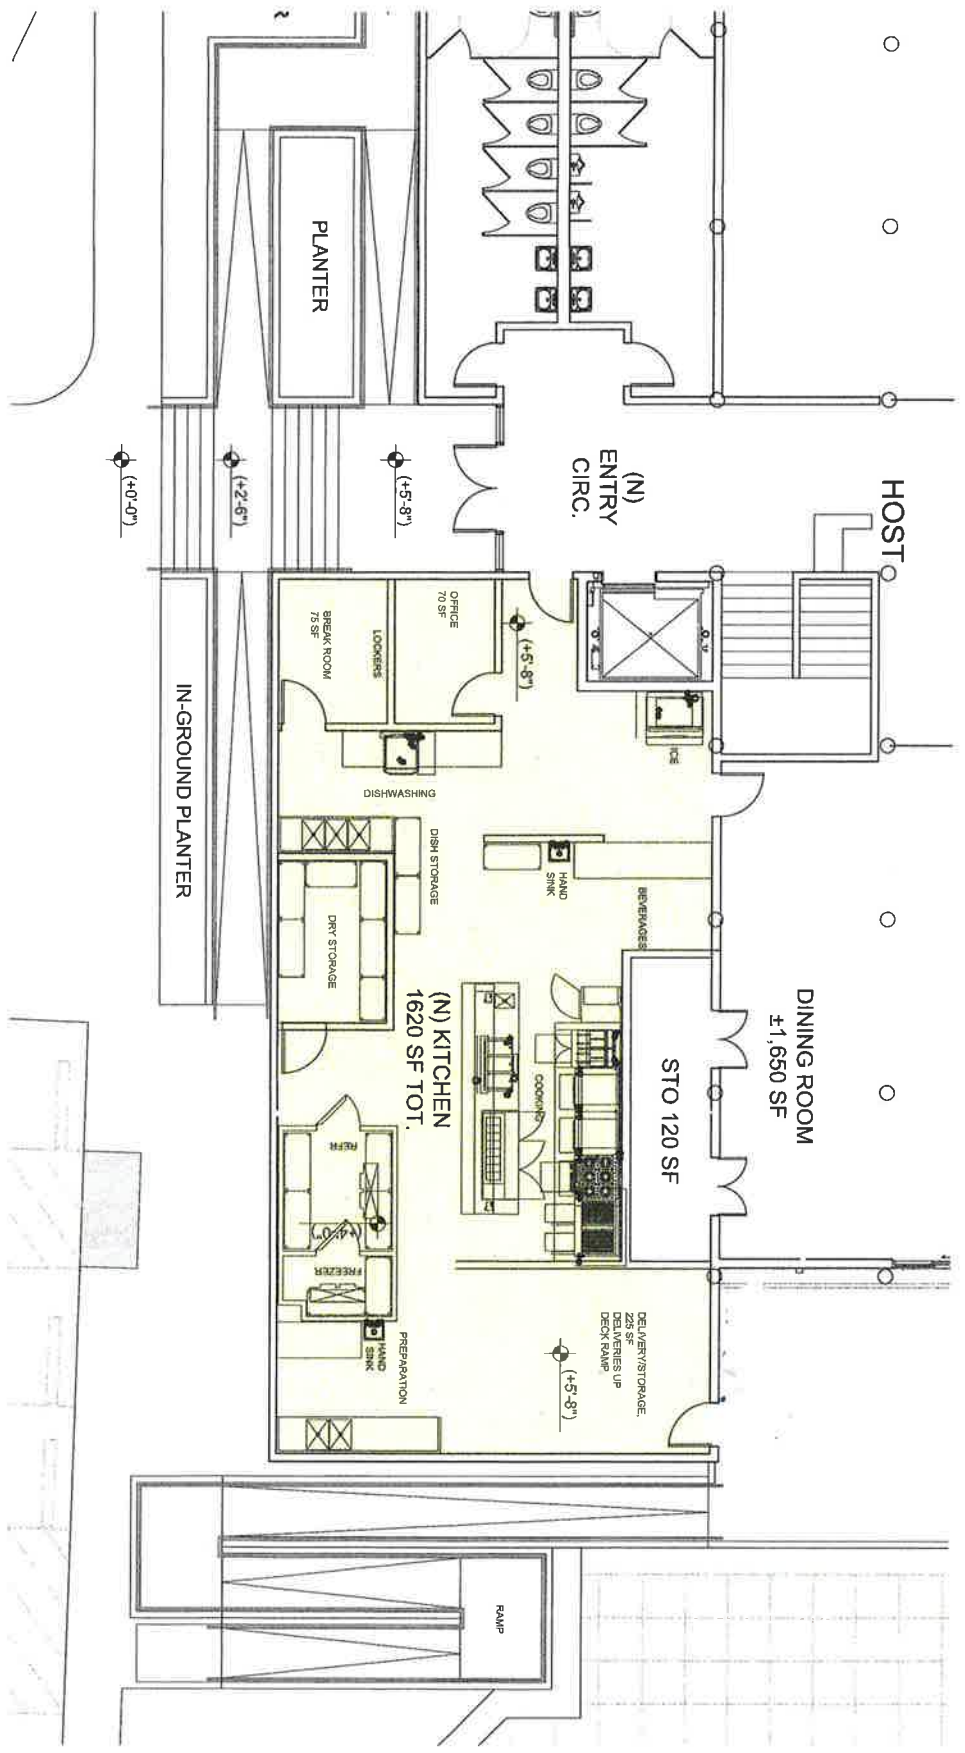 PLANTER
(+0'-0")
(+2'-6")
(+5'-8")
(N)
ENTRY
CIRC.
HOST
IN-GROUND PLANTER
BREAK ROOM
75 SF
LOCKERS
OFFICE
70 SF
(+5'-8")
ICE
DISHWASHING
DISH STORAGE
DRY STORAGE
HAND
SINK
BEVERAGES
(N) KITCHEN
1620 SF TOT.
COOKING
STO 120 SF
DINING ROOM
±1,650 SF
REFR
(+4'-0")
FREEZER
HAND
SINK
PREPARATION
DELIVERY/STORAGE,
225 SF
DELIVERIES UP
DECK RAMP
(+5'-8")
RAMP